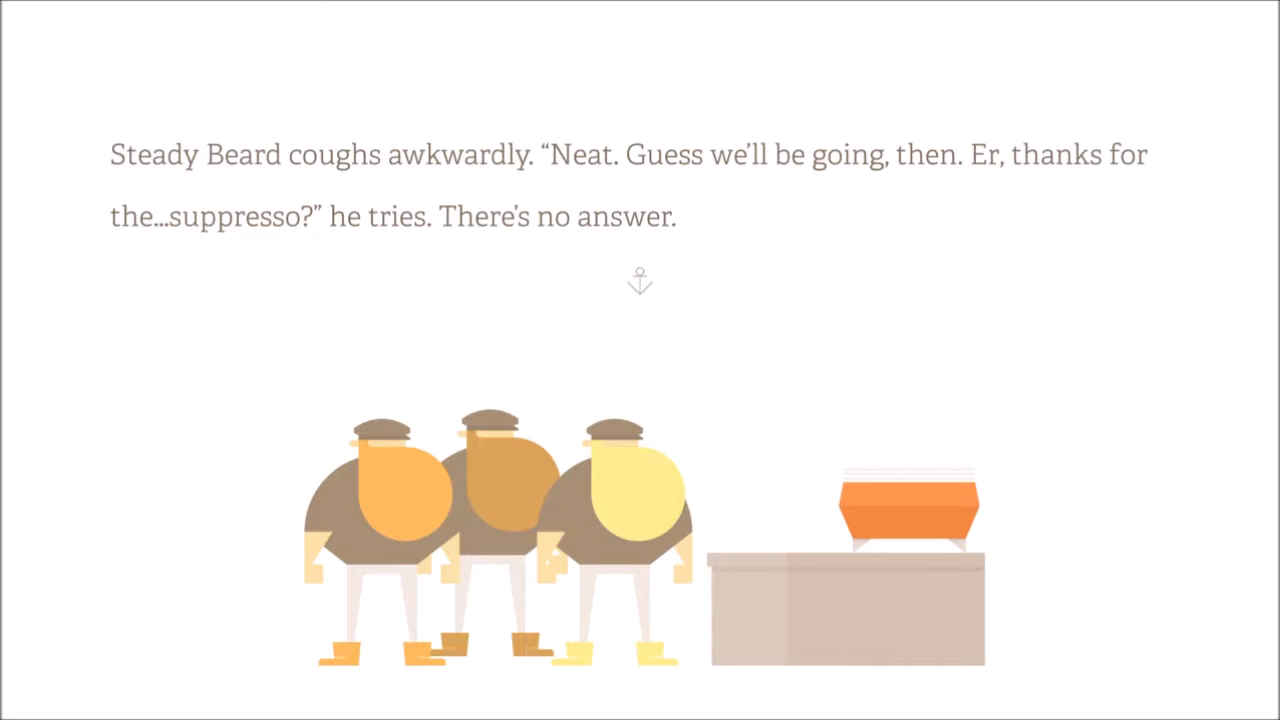 Steady Beard coughs awkwardly. “Neat. Guess we’ll be going, then. Er, thanks for
the...suppresso?” he tries. There’s no answer.